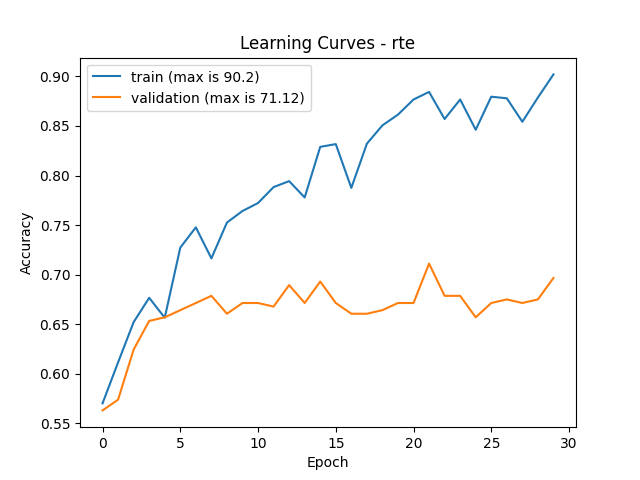 Learning Curves - rte
train (max is 90.2)
validation (max is 71.12)
Accuracy
0.90
0.85
0.80
0.75
0.70
0.65
0.60
0.55
0 5 10 15 20 25 30
Epoch